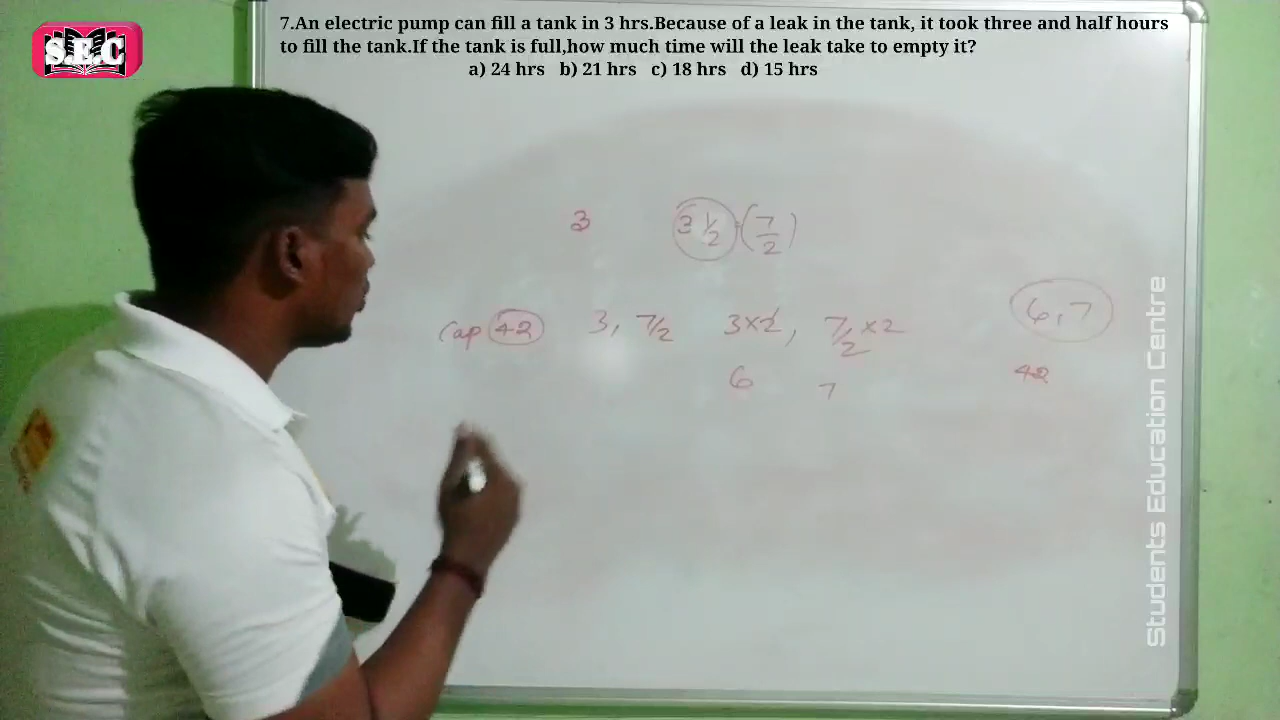 7.An electric pump can fill a tank in 3 hrs.Because of a leak in the tank, it took three and half hours
to fill the tank.If the tank is full,how much time will the leak take to empty it?
a) 24 hrs b) 21 hrs c) 18 hrs d) 15 hrs
S.E.C
3 3 1/2 (7/2)
Cap 42 3, 7/2 3×2, 7/2 ×2 6,7
6 7 42
Students Education Centre